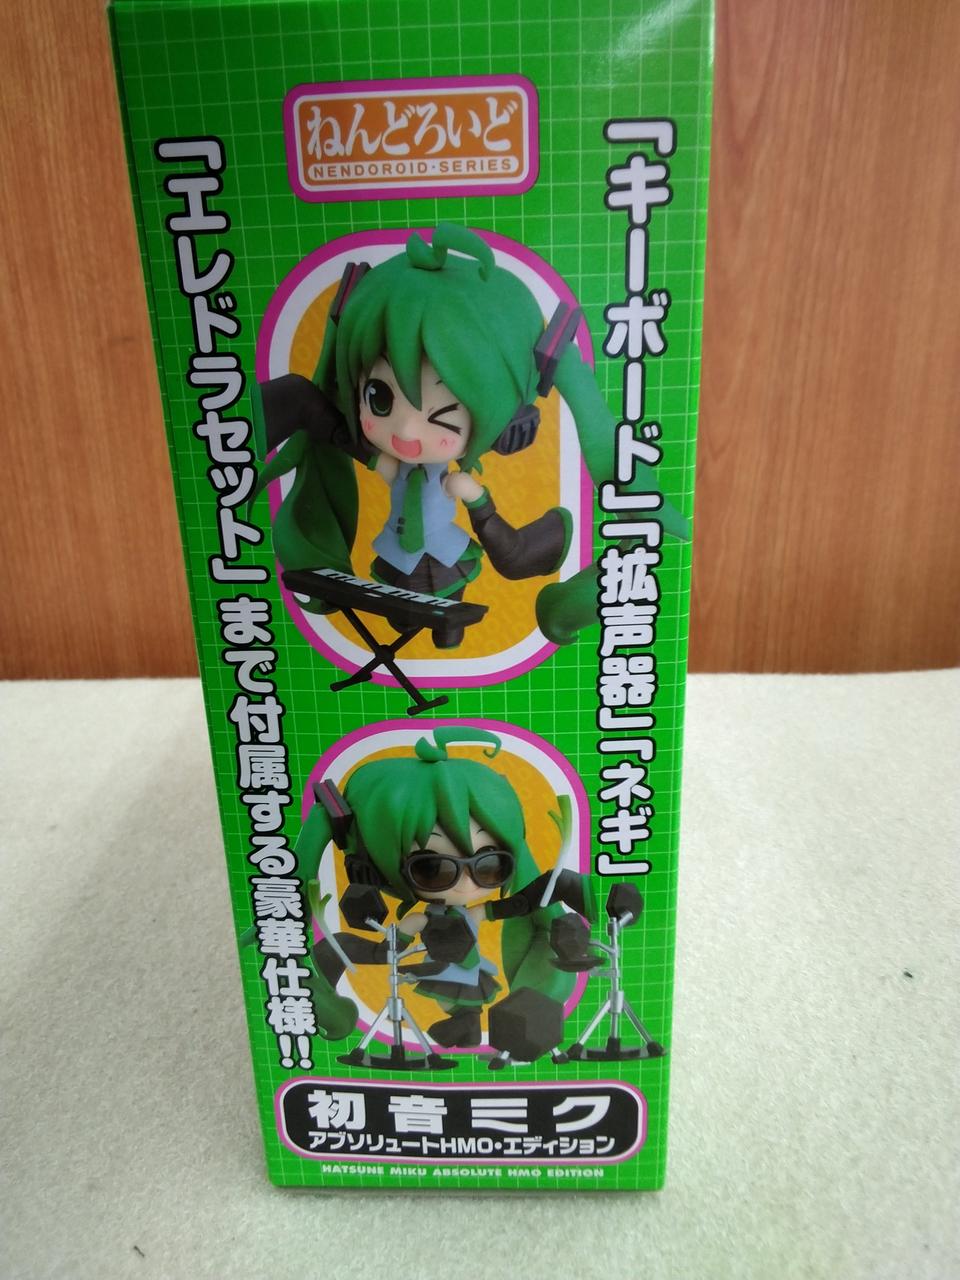 ねんどろいど
NENDOROID·SERIES
「キーボード」「拡声器」「ネギ」
「エレドラセット」まで付属する豪華仕様!!
初音ミク
アブソリュートHMO・エディション
HATSUNE MIKU ABSOLUTE HMO EDITION